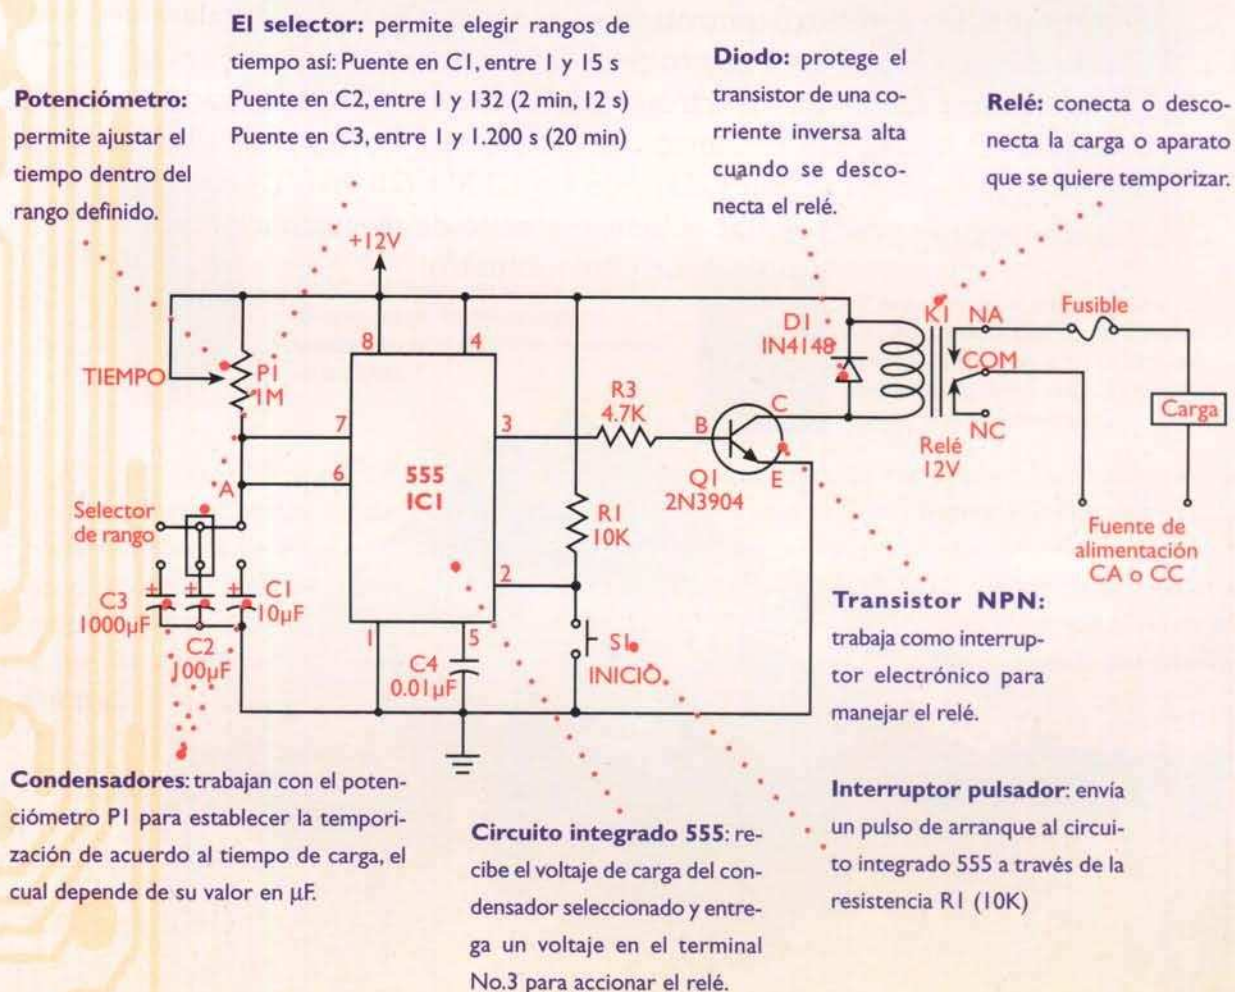 El selector: permite elegir rangos de
tiempo así: Puente en C1, entre 1 y 15 s
Puente en C2, entre 1 y 132 (2 min, 12 s)
Puente en C3, entre 1 y 1.200 s (20 min)
Potenciómetro:
permite ajustar el
tiempo dentro del
rango definido.
Diodo: protege el
transistor de una co-
rriente inversa alta
cuando se desco-
necta el relé.
Relé: conecta o desco-
necta la carga o aparato
que se quiere temporizar.
+12V
TIEMPO
P1
1M
8
4
7
6
3
2
1
5
555
IC1
A
Selector
de rango
C3
1000µF
C2
100µF
C1
10µF
C4
0.01µF
R3
4.7K
R1
10K
S1
INICIO
B
C
E
Q1
2N3904
D1
IN4148
K1
NA
COM
NC
Relé
12V
Fusible
Carga
Fuente de
alimentación
CA o CC
Transistor NPN:
trabaja como interrup-
tor electrónico para
manejar el relé.
Condensadores: trabajan con el poten-
ciómetro P1 para establecer la tempori-
zación de acuerdo al tiempo de carga, el
cual depende de su valor en µF.
Circuito integrado 555: re-
cibe el voltaje de carga del con-
densador seleccionado y entre-
ga un voltaje en el terminal
No.3 para accionar el relé.
Interruptor pulsador: envía
un pulso de arranque al circui-
to integrado 555 a través de la
resistencia R1 (10K)